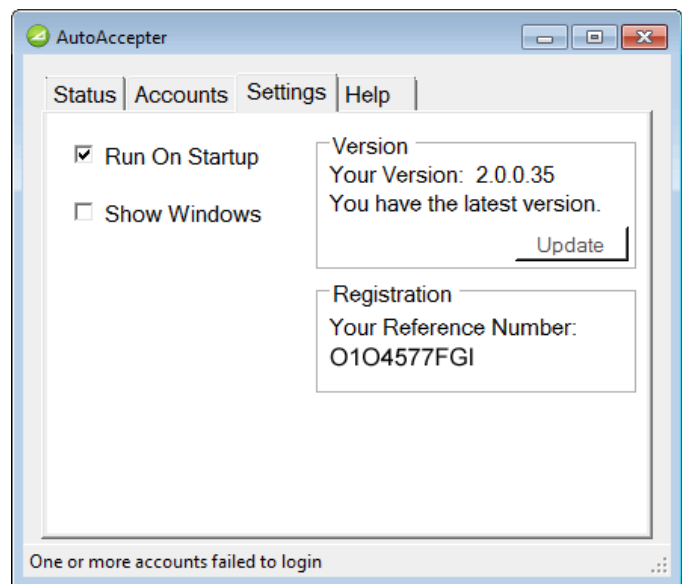 AutoAccepter
Status Accounts Settings Help
Run On Startup
Show Windows
Version
Your Version: 2.0.0.35
You have the latest version.
Update
Registration
Your Reference Number:
O1O4577FGI
One or more accounts failed to login